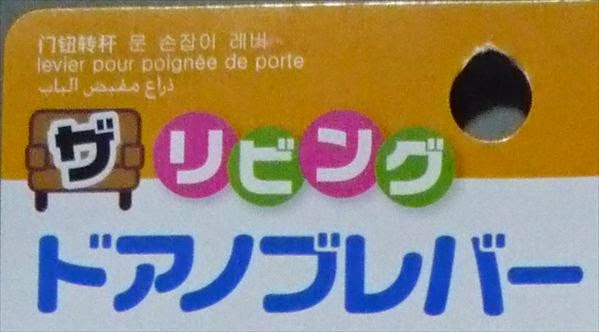 门钮转杆 문 손잡이 레버
levier pour poignée de porte
ذراع مقبض الباب
ザ リビング
ドアノブレバー